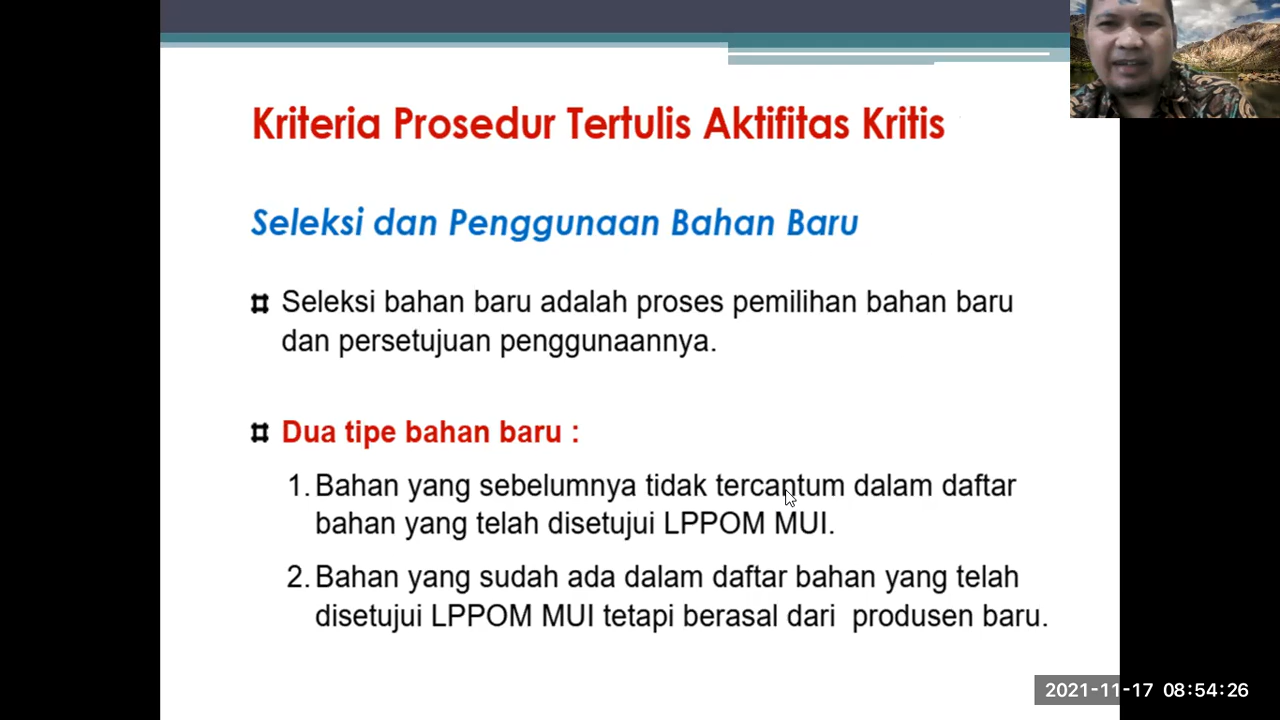 Kriteria Prosedur Tertulis Aktifitas Kritis
Seleksi dan Penggunaan Bahan Baru
Seleksi bahan baru adalah proses pemilihan bahan baru
dan persetujuan penggunaannya.
Dua tipe bahan baru :
1. Bahan yang sebelumnya tidak tercantum dalam daftar
bahan yang telah disetujui LPPOM MUI.
2. Bahan yang sudah ada dalam daftar bahan yang telah
disetujui LPPOM MUI tetapi berasal dari produsen baru.
2021-11-17 08:54:26